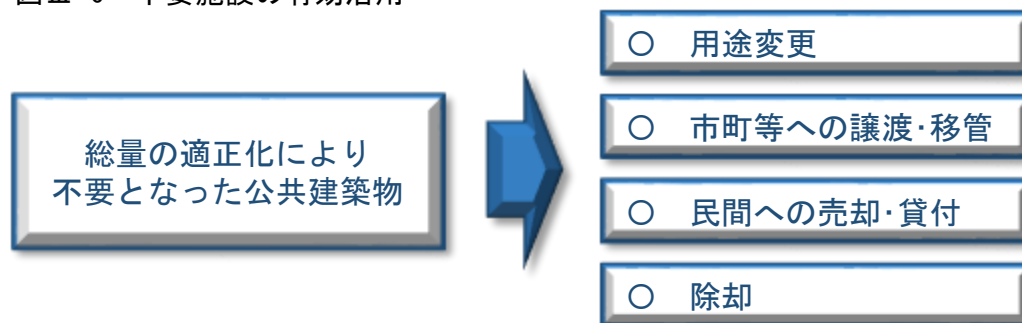 総量の適正化により
不要となった公共建築物
○ 用途変更
○ 市町等への譲渡・移管
○ 民間への売却・貸付
○ 除却